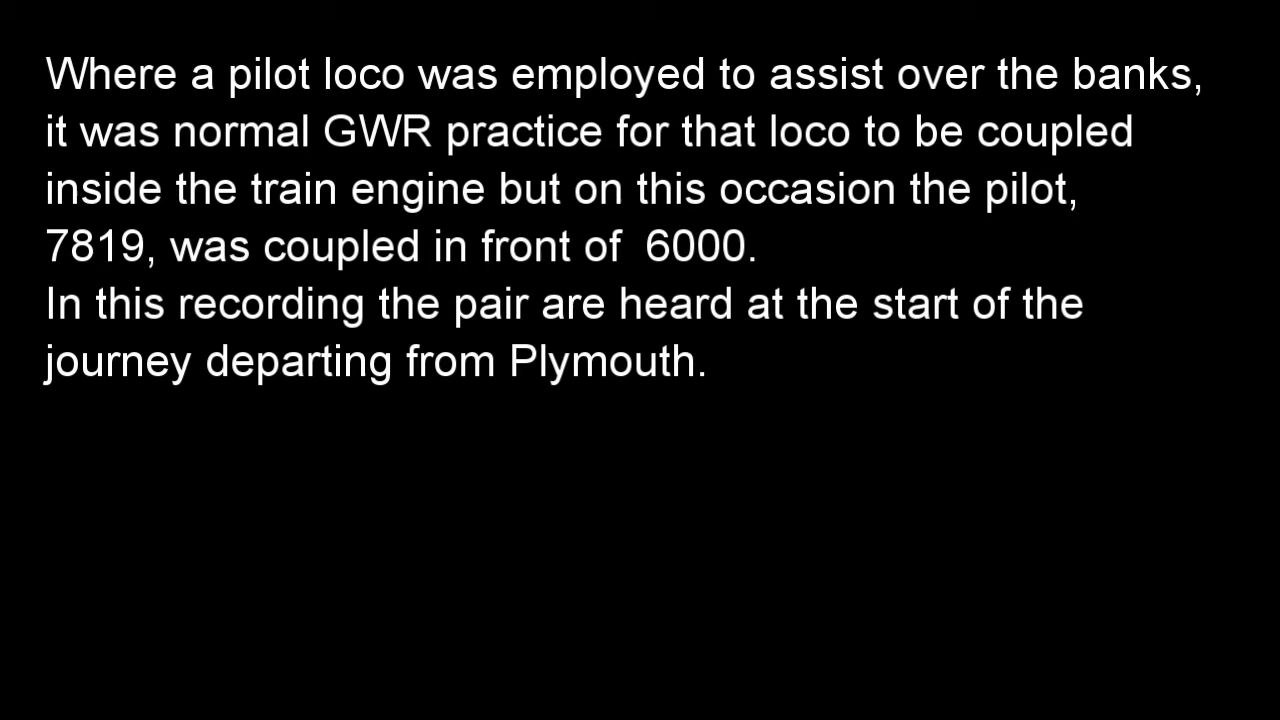 Where a pilot loco was employed to assist over the banks,
it was normal GWR practice for that loco to be coupled
inside the train engine but on this occasion the pilot,
7819, was coupled in front of  6000.
In this recording the pair are heard at the start of the
journey departing from Plymouth.